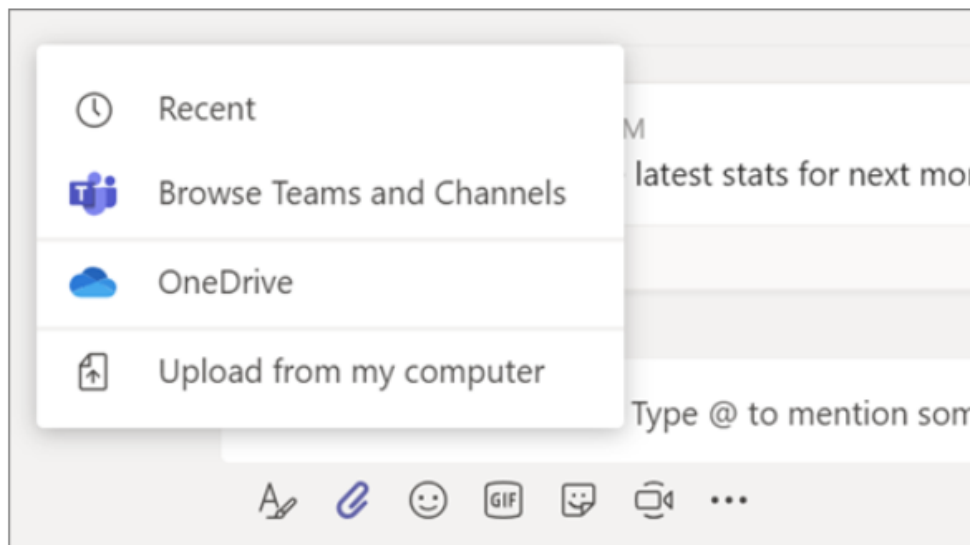 Recent
M
latest stats for next mor
T
Browse Teams and Channels
OneDrive
Upload from my computer
Type @ to mention som
GIF